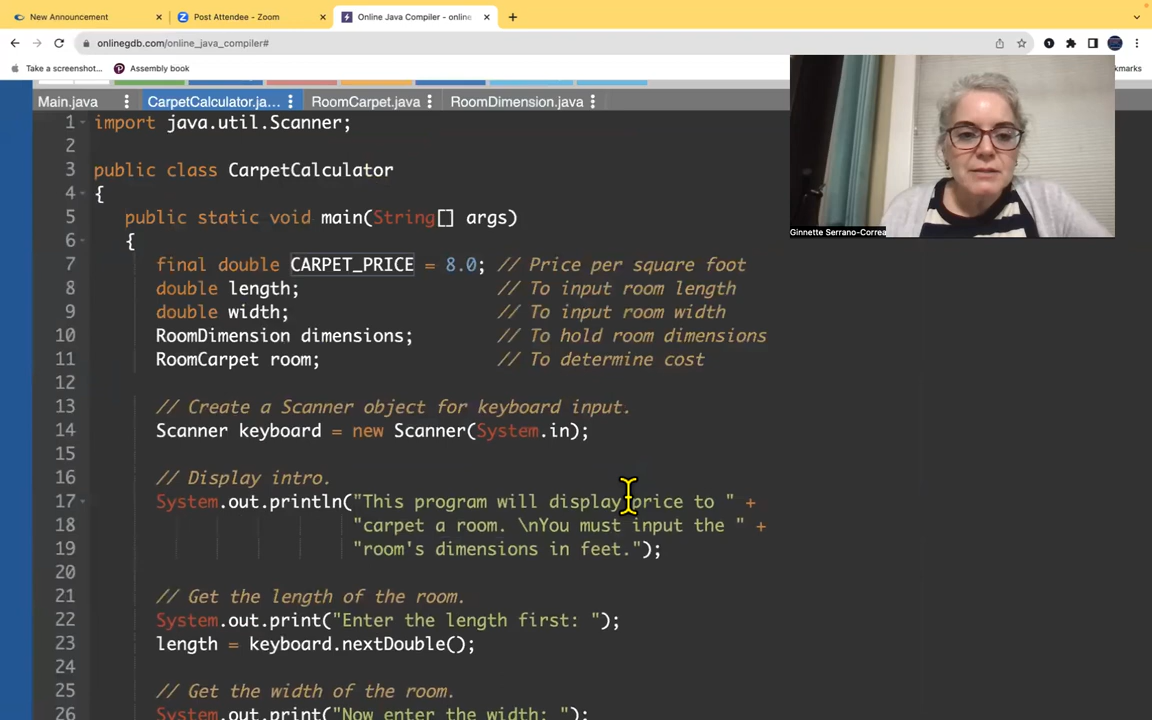 New Announcement
Post Attendee - Zoom
Online Java Compiler - online
onlinegdb.com/online_java_compiler#
Take a screenshot...
Assembly book
kmarks
Main.java
CarpetCalculator.ja...
RoomCarpet.java
RoomDimension.java
1 import java.util.Scanner;
2
3 public class CarpetCalculator
4 {
5 public static void main(String[] args)
6 {
7 final double CARPET_PRICE = 8.0; // Price per square foot
8 double length; // To input room length
9 double width; // To input room width
10 RoomDimension dimensions; // To hold room dimensions
11 RoomCarpet room; // To determine cost
12
13 // Create a Scanner object for keyboard input.
14 Scanner keyboard = new Scanner(System.in);
15
16 // Display intro.
17 System.out.println("This program will display price to " +
18 "carpet a room. \nYou must input the " +
19 "room's dimensions in feet.");
20
21 // Get the length of the room.
22 System.out.print("Enter the length first: ");
23 length = keyboard.nextDouble();
24
25 // Get the width of the room.
26 System.out.print("Now enter the width: ");
Ginnette Serrano-Correa